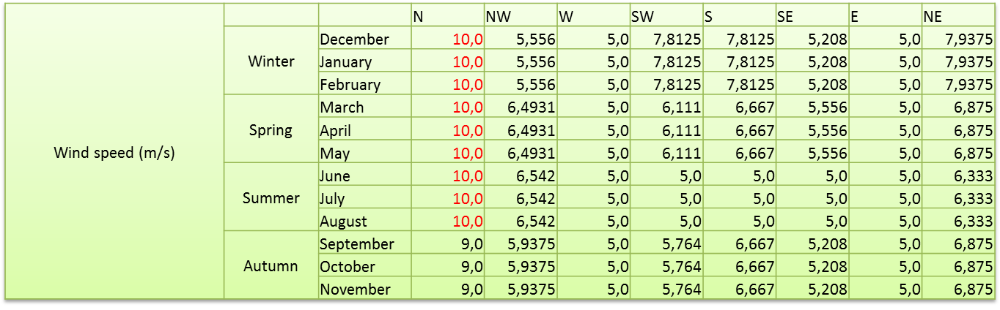 N NW W SW S SE E NE
Wind speed (m/s) Winter December 10,0 5,556 5,0 7,8125 7,8125 5,208 5,0 7,9375
January 10,0 5,556 5,0 7,8125 7,8125 5,208 5,0 7,9375
February 10,0 5,556 5,0 7,8125 7,8125 5,208 5,0 7,9375
Spring March 10,0 6,4931 5,0 6,111 6,667 5,556 5,0 6,875
April 10,0 6,4931 5,0 6,111 6,667 5,556 5,0 6,875
May 10,0 6,4931 5,0 6,111 6,667 5,556 5,0 6,875
Summer June 10,0 6,542 5,0 5,0 5,0 5,0 5,0 6,333
July 10,0 6,542 5,0 5,0 5,0 5,0 5,0 6,333
August 10,0 6,542 5,0 5,0 5,0 5,0 5,0 6,333
Autumn September 9,0 5,9375 5,0 5,764 6,667 5,208 5,0 6,875
October 9,0 5,9375 5,0 5,764 6,667 5,208 5,0 6,875
November 9,0 5,9375 5,0 5,764 6,667 5,208 5,0 6,875